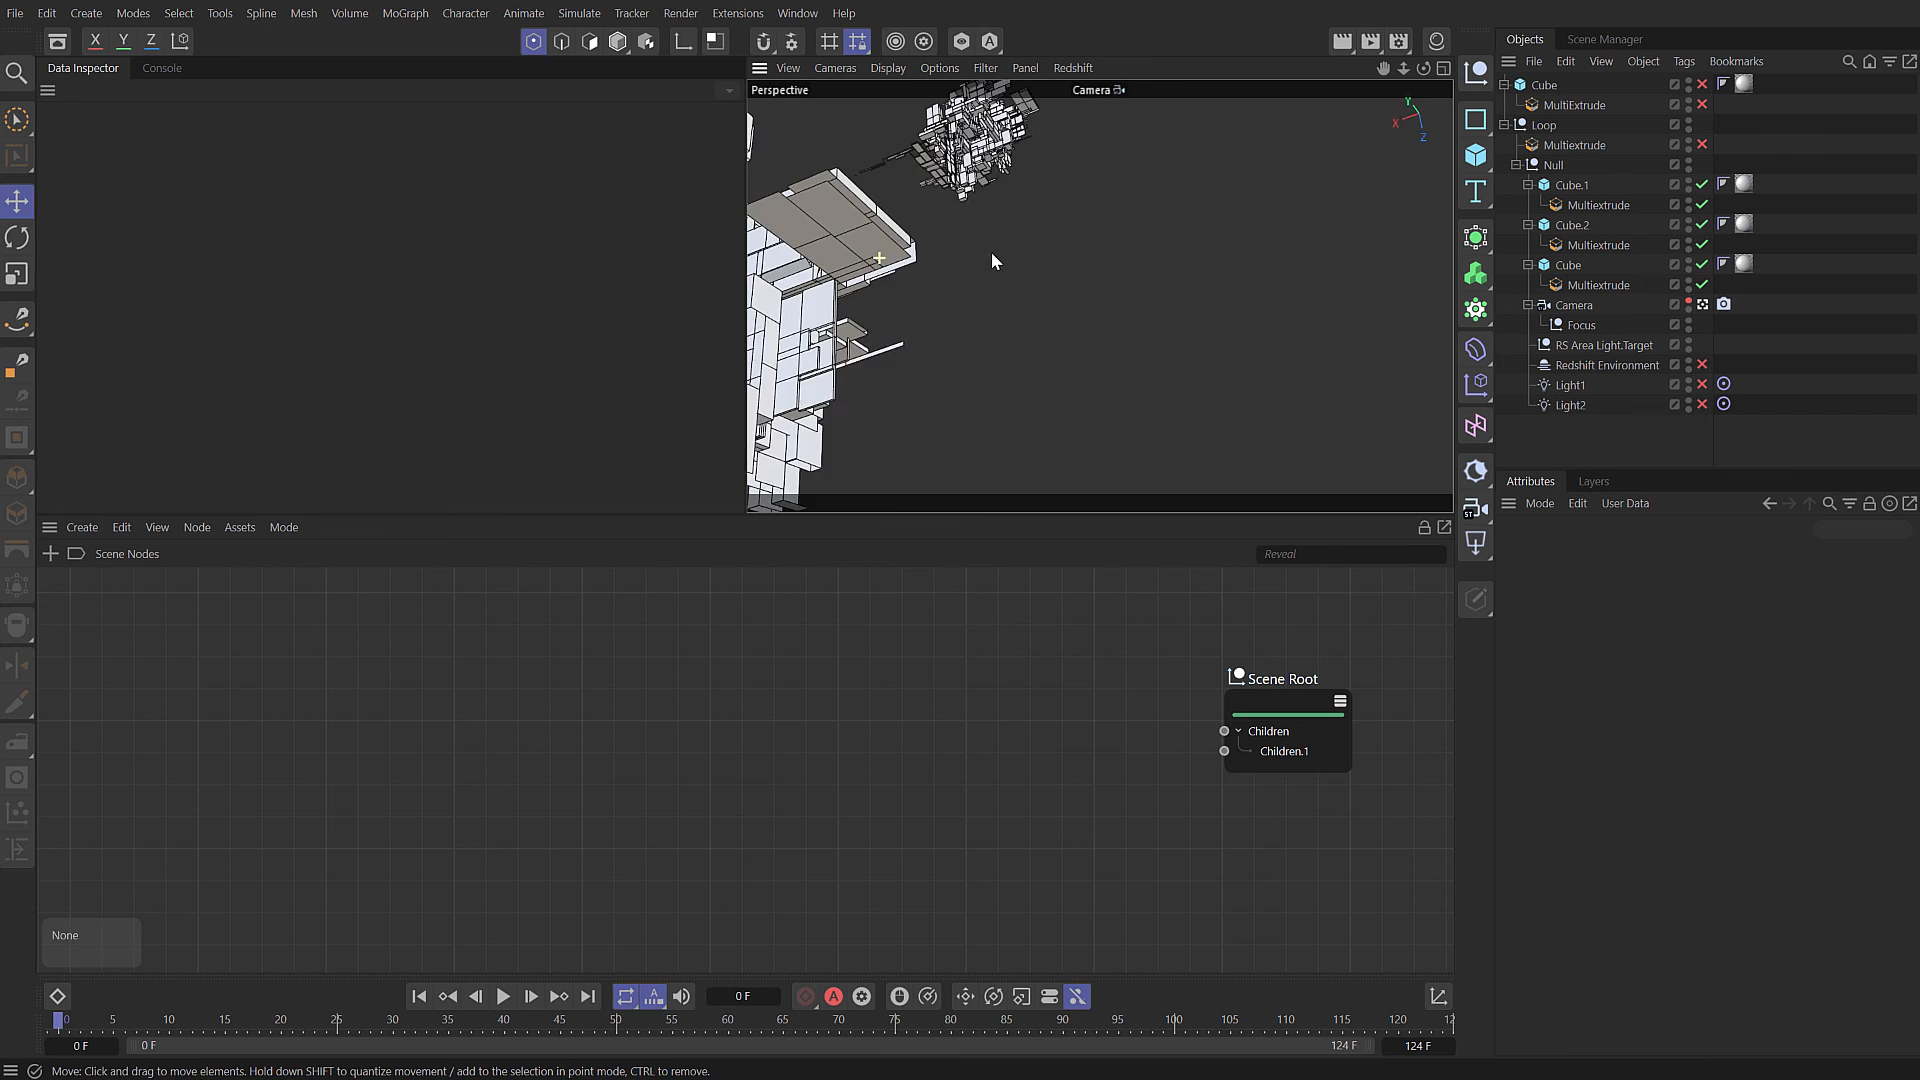 File Edit Create Modes Select Tools Spline Mesh Volume MoGraph Character Animate Simulate Tracker Render Extensions Window Help
X Y Z
Objects Scene Manager
Data Inspector Console
View Cameras Display Options Filter Panel Redshift
File Edit View Object Tags Bookmarks
Perspective
Camera
Y
X
Z
Cube
MultiExtrude
Loop
Multiextrude
Null
Cube.1
Multiextrude
Cube.2
Multiextrude
Cube
Multiextrude
Camera
Focus
RS Area Light.Target
Redshift Environment
Light1
Light2
T
ST
Attributes Layers
Mode Edit User Data
Create Edit View Node Assets Mode
Scene Nodes
Reveal
Scene Root
Children
Children.1
None
A
0 F
A
0 5 10 15 20 25 30 35 40 45 50 55 60 65 70 75 80 85 90 95 100 105 110 115 120 12
0 F
0 F
124 F
124 F
Move: Click and drag to move elements. Hold down SHIFT to quantize movement / add to the selection in point mode, CTRL to remove.